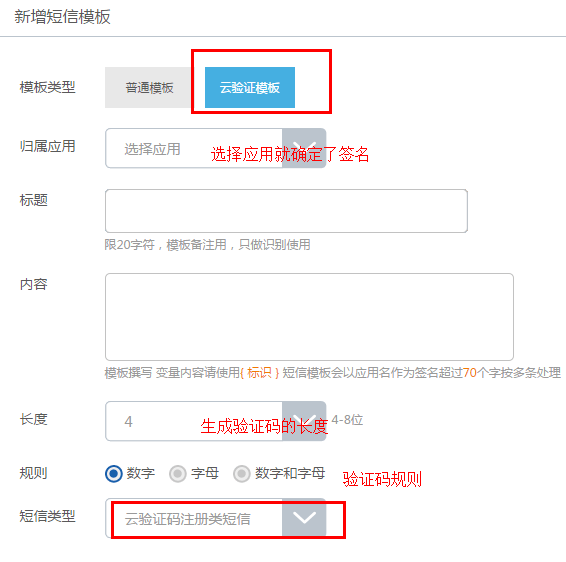 新增短信模板
模板类型 普通模板 云验证模板
归属应用 选择应用 选择应用就确定了签名
标题
限20字符，模板备注用，只做识别使用
内容
模板撰写 变量内容请使用{ 标识 } 短信模板会以应用名作为签名超过70个字按多条处理
长度 4 生成验证码的长度 4-8位
规则 数字 字母 数字和字母 验证码规则
短信类型 云验证码注册类短信